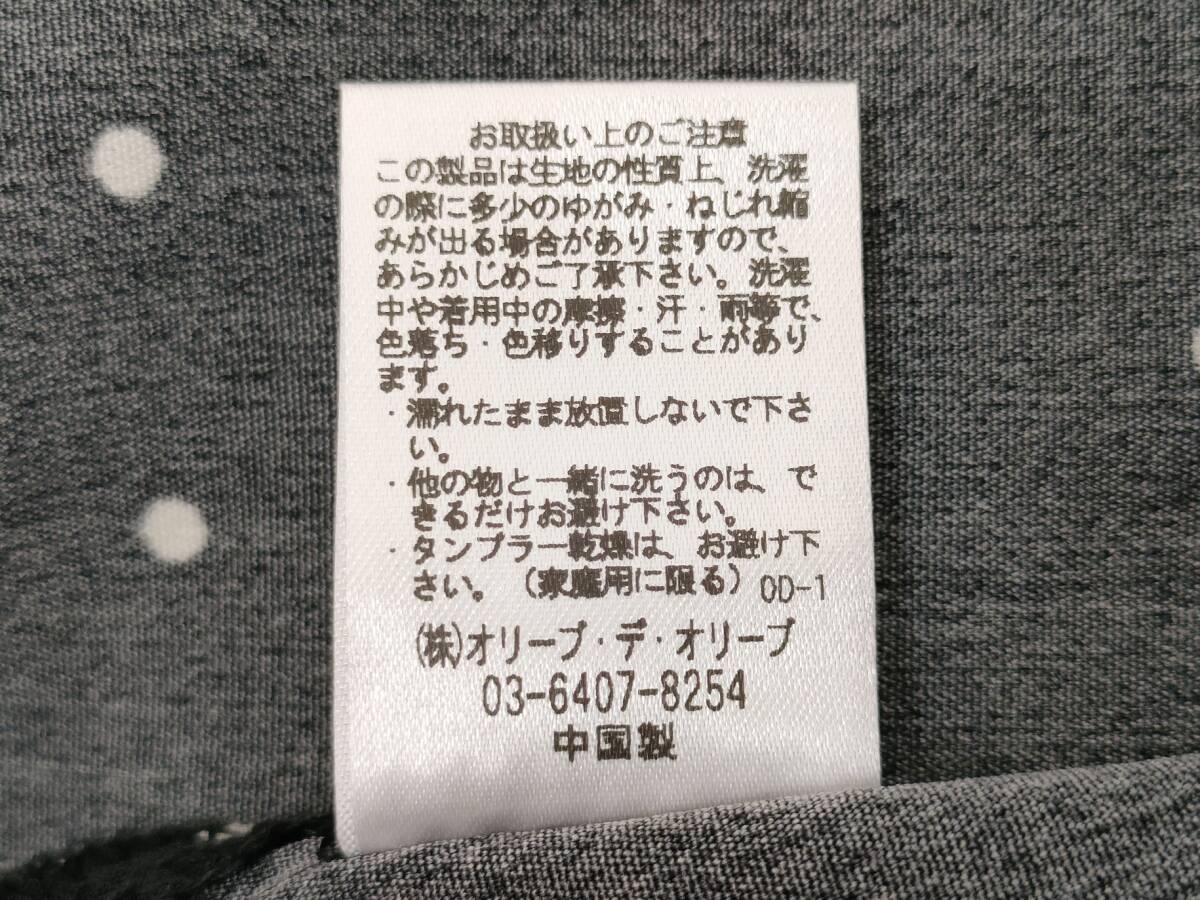 お取扱い上のご注意
この製品は生地の性質上、洗濯
の際に多少のゆがみ・ねじれ縮
みが出る場合がありますので、
あらかじめご了承下さい。洗濯
中や着用中の摩擦・汗・雨等で、
色落ち・色移りすることがあり
ます。
・濡れたまま放置しないで下さ
い。
・他の物と一緒に洗うのは、で
きるだけお避け下さい。
・タンブラー乾燥は、お避け下
さい。(家庭用に限る) OD-1
(株)オリーブ・デ・オリーブ
03-6407-8254
中国製